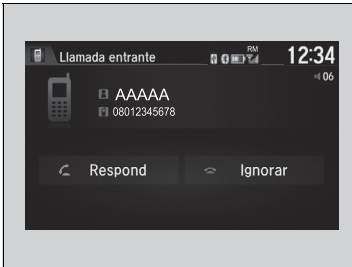 RM
Llamada entrante 12:34
06
AAAAA
08012345678
Respond Ignorar